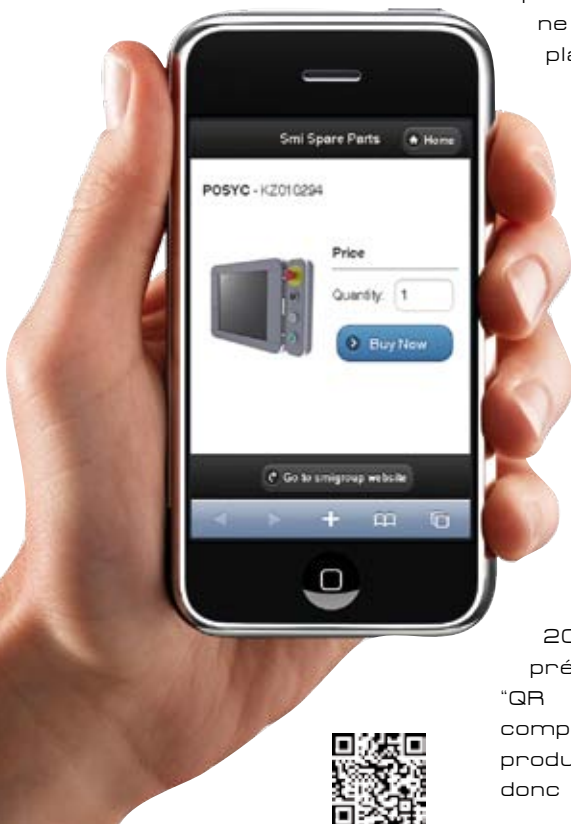 ne
pla
Smi Spare Parts Home
POSYC - KZ010294
Price
Quantity: 1
Buy Now
Go to smigroup website
20
pré
"QR
comp
produ
donc